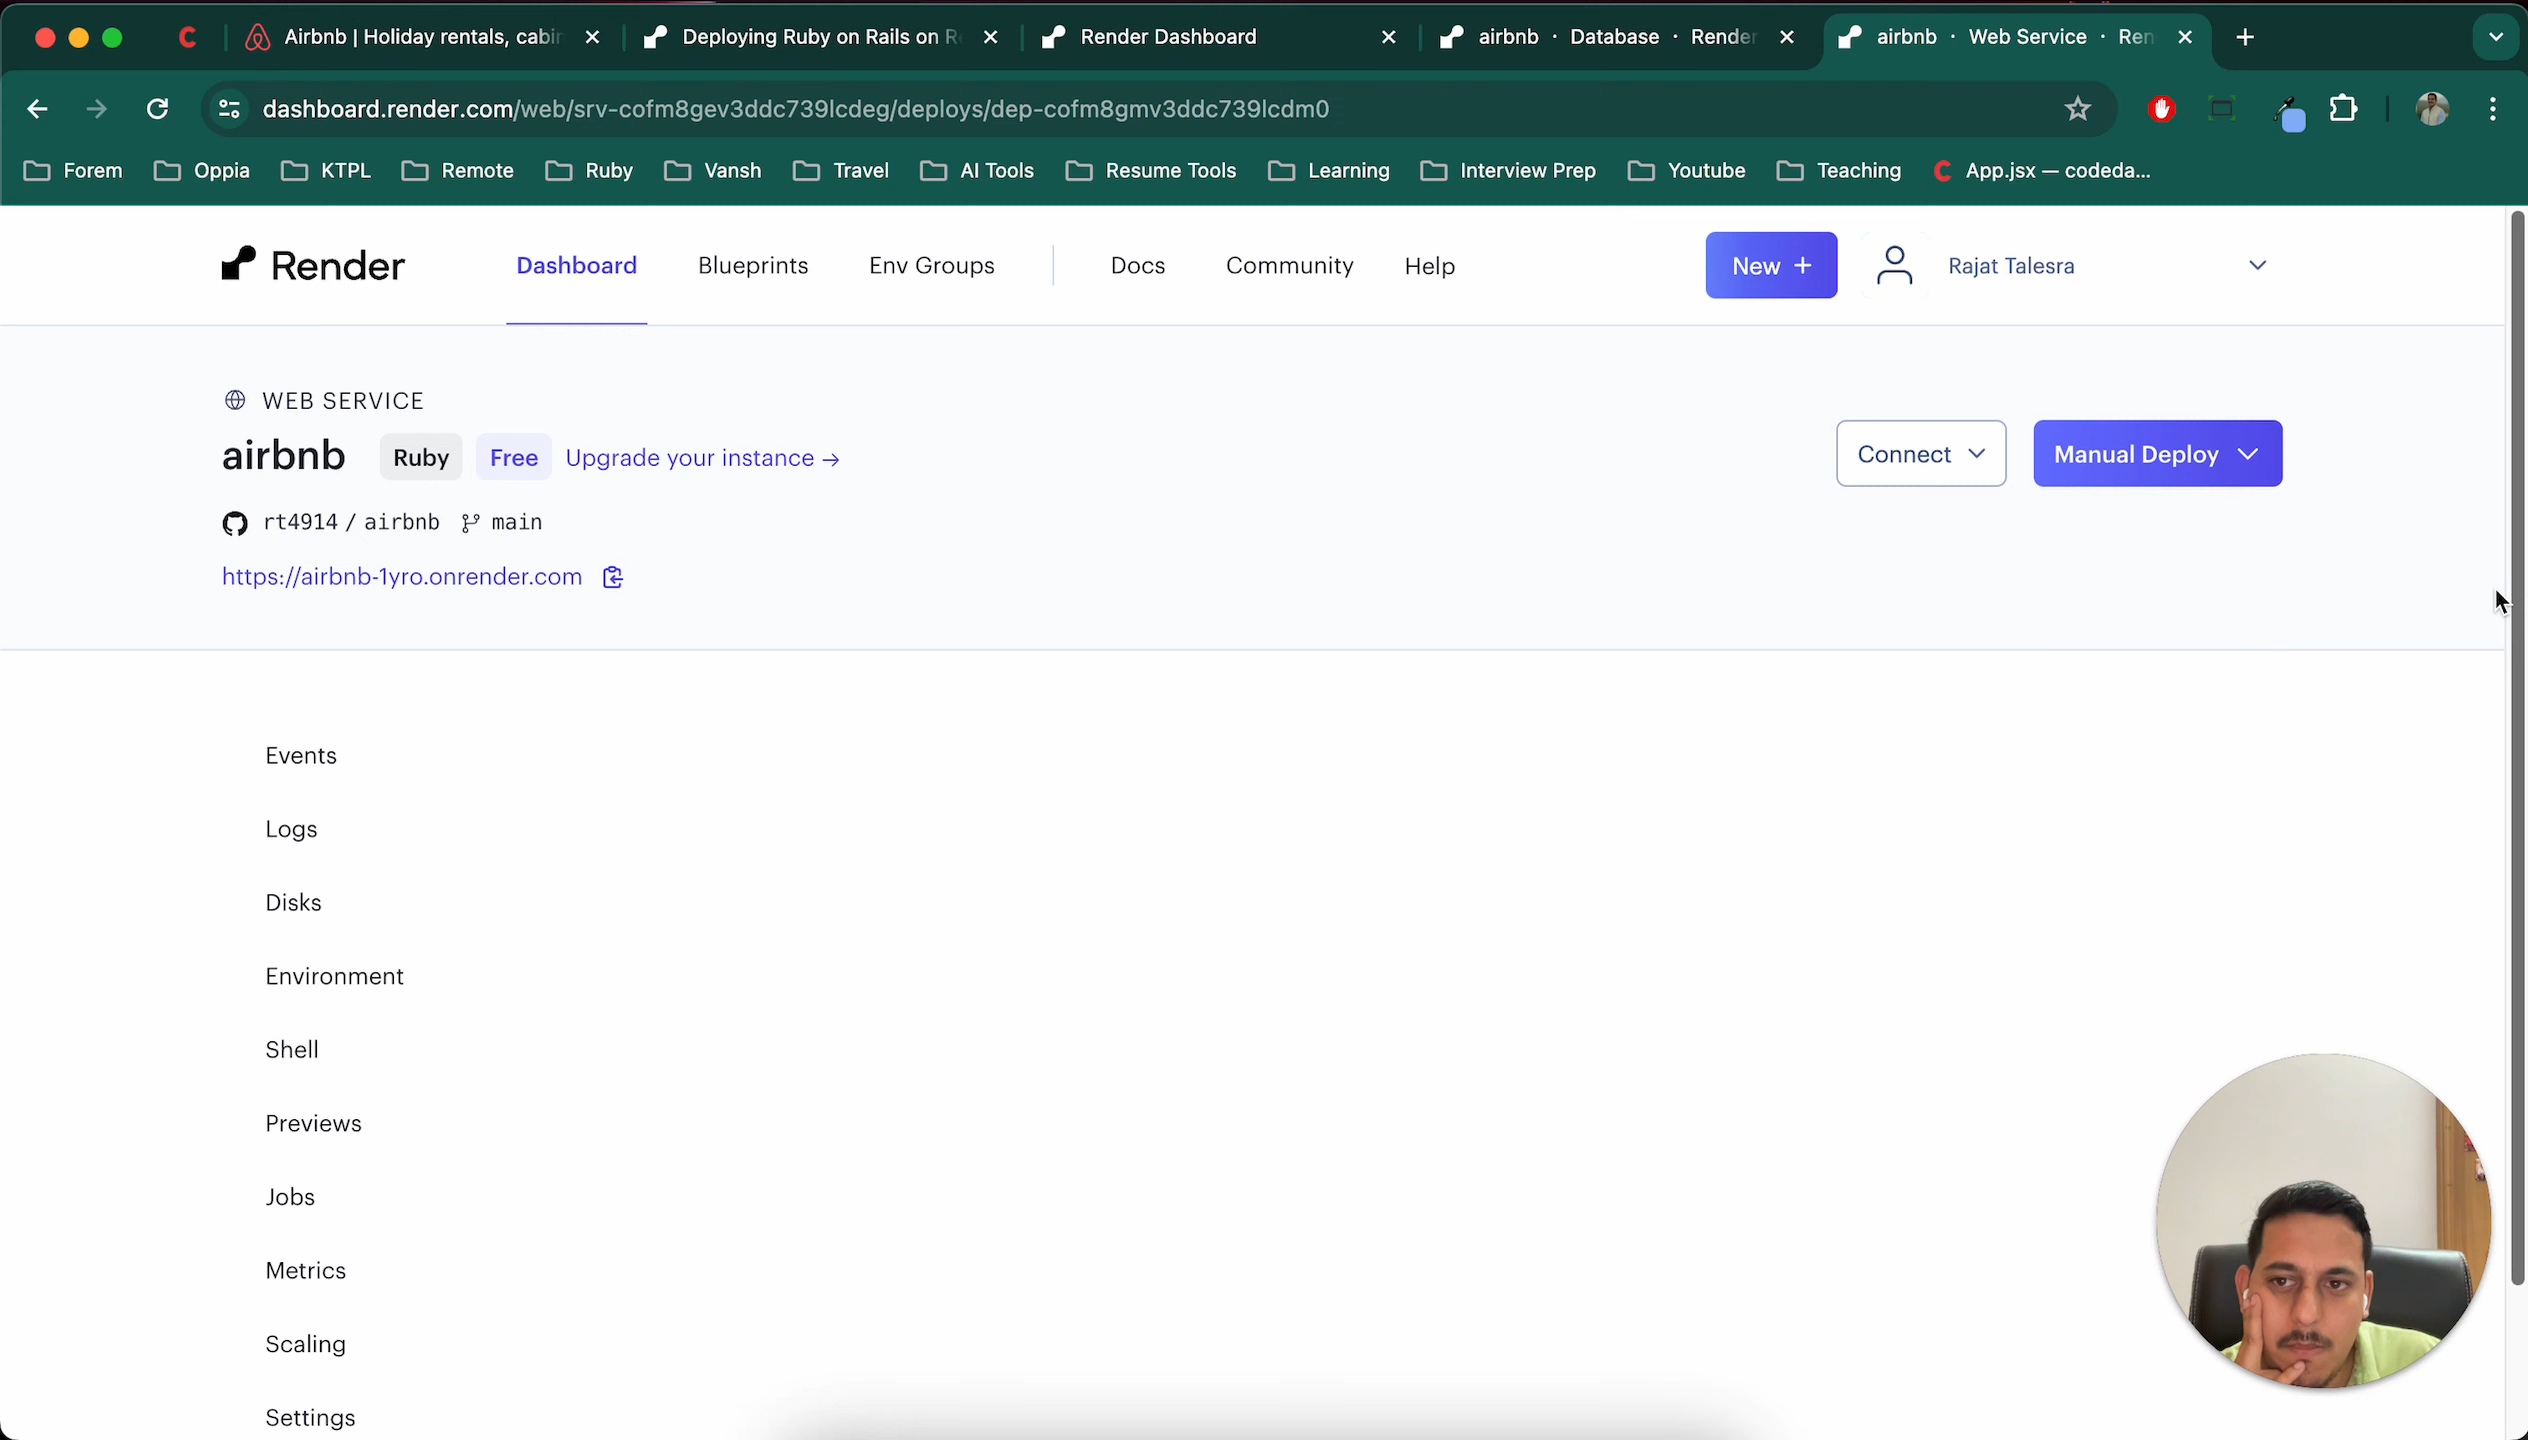 Airbnb | Holiday rentals, cabin
Deploying Ruby on Rails on R
Render Dashboard
airbnb · Database · Render
airbnb · Web Service · Ren
dashboard.render.com/web/srv-cofm8gev3ddc739lcdeg/deploys/dep-cofm8gmv3ddc739lcdm0
Forem
Oppia
KTPL
Remote
Ruby
Vansh
Travel
AI Tools
Resume Tools
Learning
Interview Prep
Youtube
Teaching
App.jsx — codeda...
Render
Dashboard
Blueprints
Env Groups
Docs
Community
Help
New +
Rajat Talesra
WEB SERVICE
airbnb Ruby Free Upgrade your instance →
Connect
Manual Deploy
rt4914 / airbnb main
https://airbnb-1yro.onrender.com
Events
Logs
Disks
Environment
Shell
Previews
Jobs
Metrics
Scaling
Settings